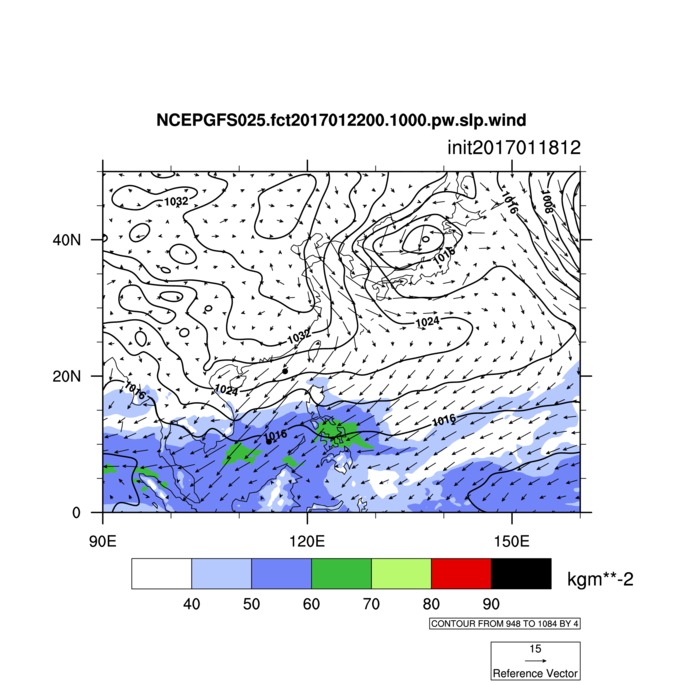 NCEPGFS025.fct2017012200.1000.pw.slp.wind
init2017011812
1032
1016
1008
40N
1016
1024
1032
20N
1016
1024
1016
1016
0
90E 120E 150E
kgm**-2
40 50 60 70 80 90
CONTOUR FROM 948 TO 1084 BY 4
15
Reference Vector